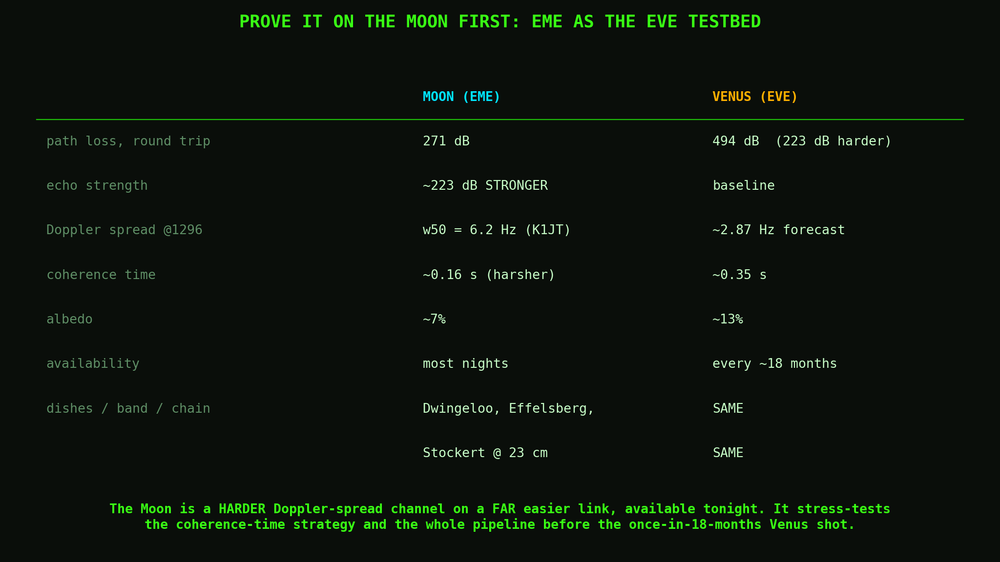 PROVE IT ON THE MOON FIRST: EME AS THE EVE TESTBED
MOON (EME) VENUS (EVE)
path loss, round trip 271 dB 494 dB (223 dB harder)
echo strength ~223 dB STRONGER baseline
Doppler spread @1296 w50 = 6.2 Hz (K1JT) ~2.87 Hz forecast
coherence time ~0.16 s (harsher) ~0.35 s
albedo ~7% ~13%
availability most nights every ~18 months
dishes / band / chain Dwingeloo, Effelsberg, SAME
Stockert @ 23 cm SAME
The Moon is a HARDER Doppler-spread channel on a FAR easier link, available tonight. It stress-tests
the coherence-time strategy and the whole pipeline before the once-in-18-months Venus shot.